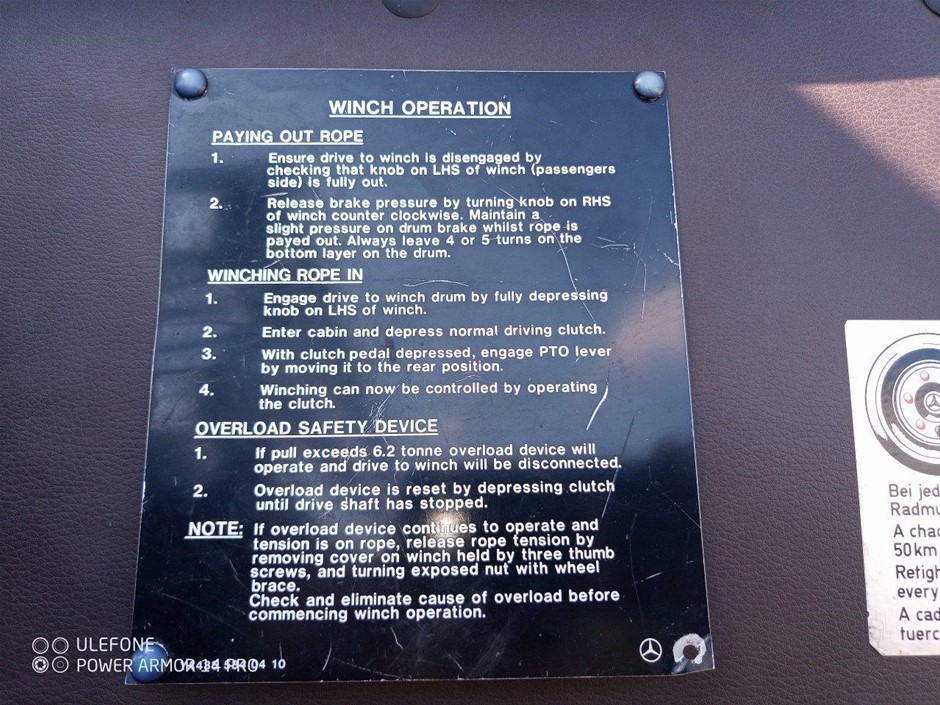 WINCH OPERATION
PAYING OUT ROPE
1. Ensure drive to winch is disengaged by
checking that knob on LHS of winch (passengers
side) is fully out.
2. Release brake pressure by turning knob on RHS
of winch counter clockwise. Maintain a
slight pressure on drum brake whilst rope is
payed out. Always leave 4 or 5 turns on the
bottom layer on the drum.
WINCHING ROPE IN
1. Engage drive to winch drum by fully depressing
knob on LHS of winch.
2. Enter cabin and depress normal driving clutch.
3. With clutch pedal depressed, engage PTO lever
by moving it to the rear position.
4. Winching can now be controlled by operating
the clutch.
OVERLOAD SAFETY DEVICE
1. If pull exceeds 6.2 tonne overload device will
operate and drive to winch will be disconnected.
2. Overload device is reset by depressing clutch
until drive shaft has stopped.
NOTE: If overload device continues to operate and
tension is on rope, release rope tension by
removing cover on winch held by three thumb
screws, and turning exposed nut with wheel
brace.
Check and eliminate cause of overload before
commencing winch operation.
04 10
Bei jed
Radmu
A chac
50km
Retigh
every
A cad
tuerc
ULEFONE
POWER ARMOR 14 PRO